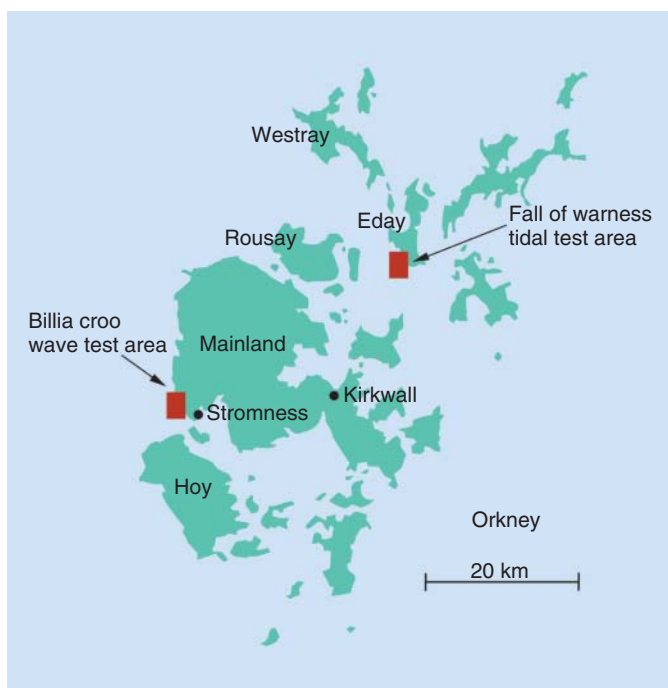 Westray
Eday
Fall of warness
tidal test area
Rousay
Billia croo
wave test area
Mainland
Kirkwall
Stromness
Hoy
Orkney
20 km